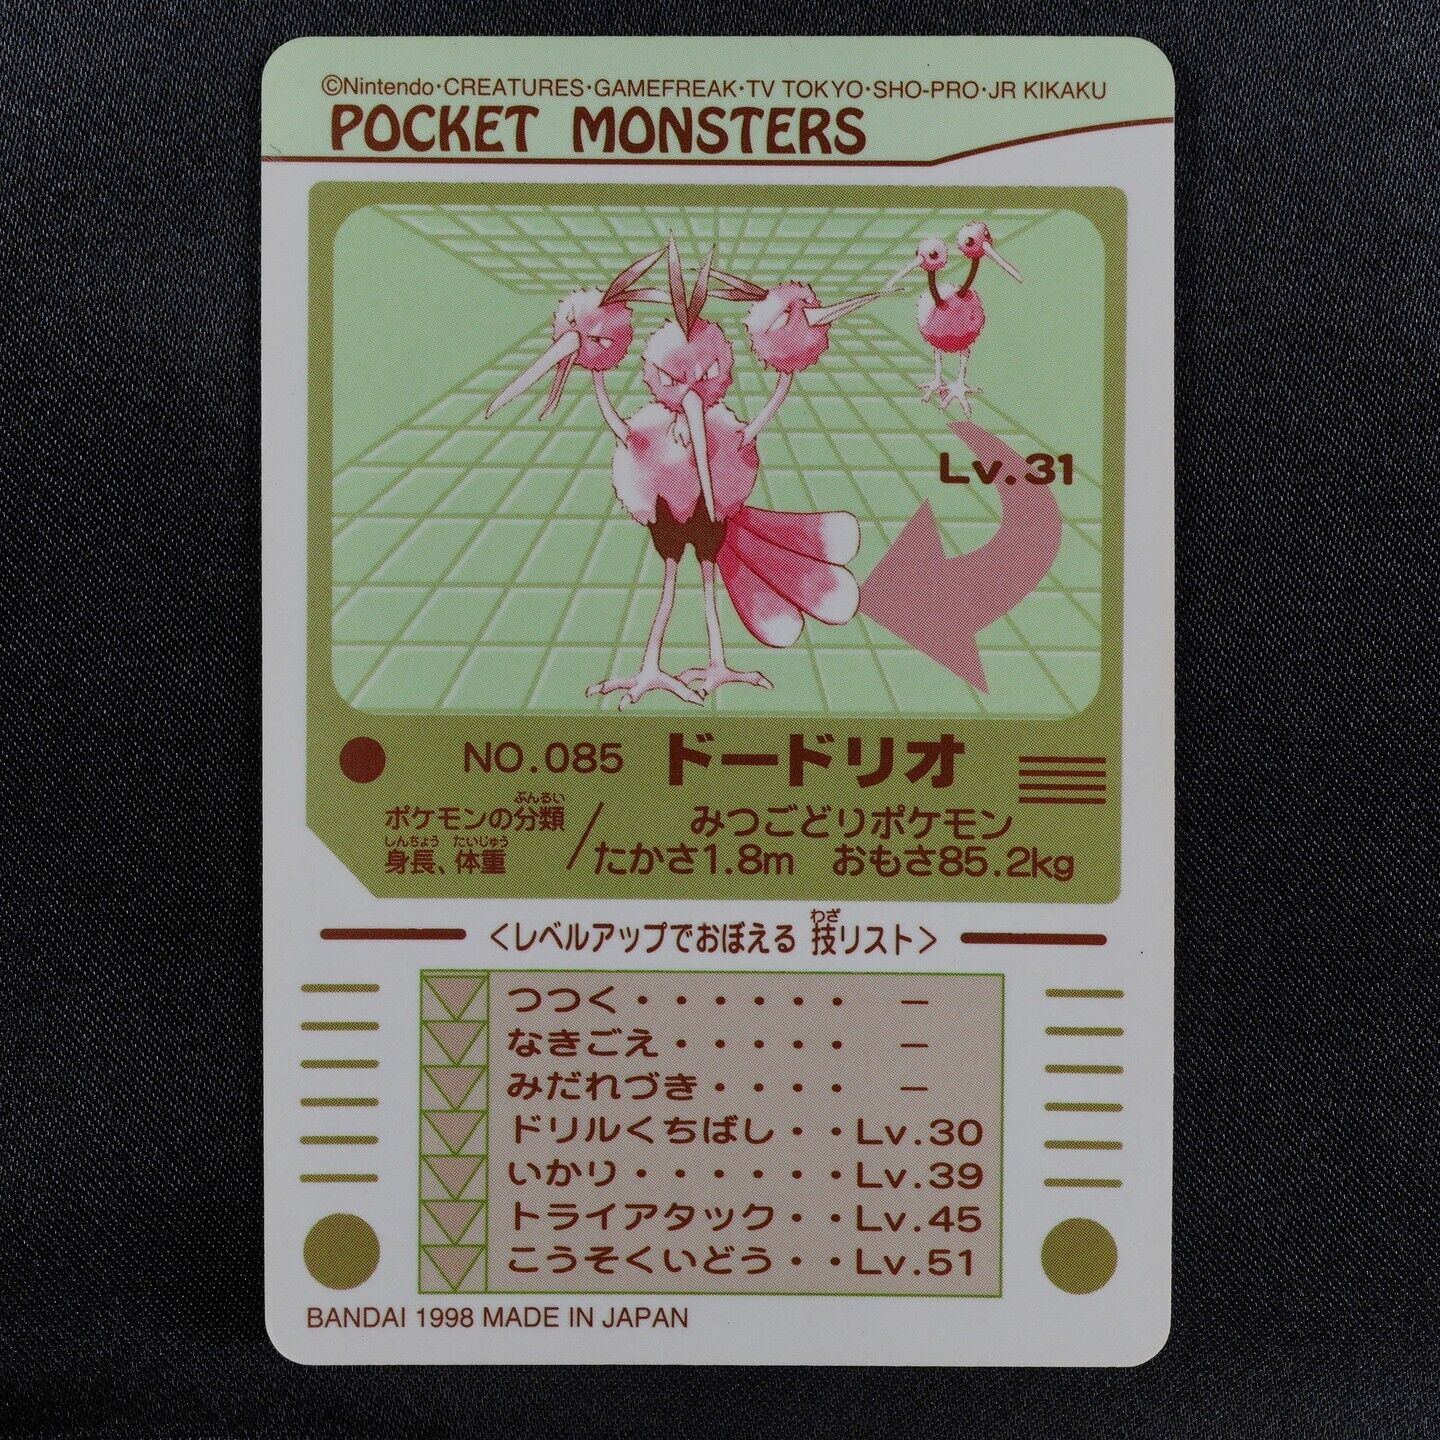 ©Nintendo・CREATURES・GAMEFREAK・TV TOKYO・SHO-PRO・JR KIKAKU
POCKET MONSTERS
Lv.31
NO.085 ドードリオ
ぶんるい
ポケモンの分類 / みつごどりポケモン
しんちょう たいじゅう
身長、体重 たかさ1.8m おもさ85.2kg
わざ
<レベルアップでおぼえる 技リスト>
つつく・・・・・・ ー
なきごえ・・・・・ ー
みだれづき・・・・ ー
ドリルくちばし・・Lv.30
いかり・・・・・・Lv.39
トライアタック・・Lv.45
こうそくいどう・・Lv.51
BANDAI 1998 MADE IN JAPAN